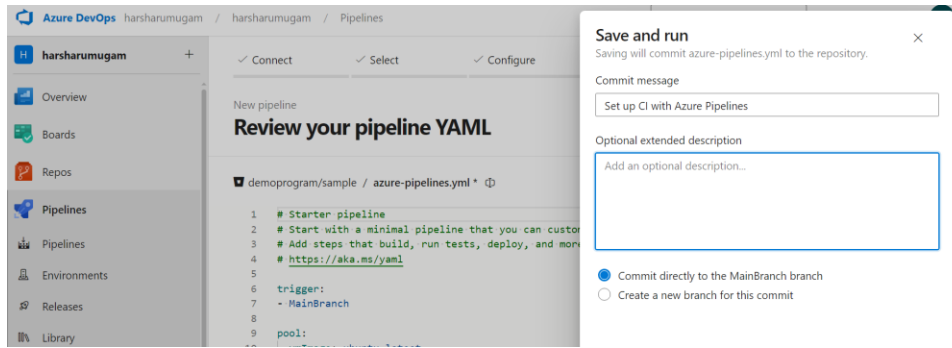 Azure DevOps harsharumugam / harsharumugam / Pipelines
H harsharumugam +
Overview
Boards
Repos
Pipelines
Pipelines
Environments
Releases
Library
Connect
Select
Configure
New pipeline
Review your pipeline YAML
demoprogram/sample / azure-pipelines.yml *
1 # Starter pipeline
2 # Start with a minimal pipeline that you can custom
3 # Add steps that build, run tests, deploy, and more
4 # https://aka.ms/yaml
5
6 trigger:
7 - MainBranch
8
9 pool:
10 vmImage: ubuntu-latest
Save and run
Saving will commit azure-pipelines.yml to the repository.
Commit message
Set up CI with Azure Pipelines
Optional extended description
Add an optional description...
Commit directly to the MainBranch branch
Create a new branch for this commit